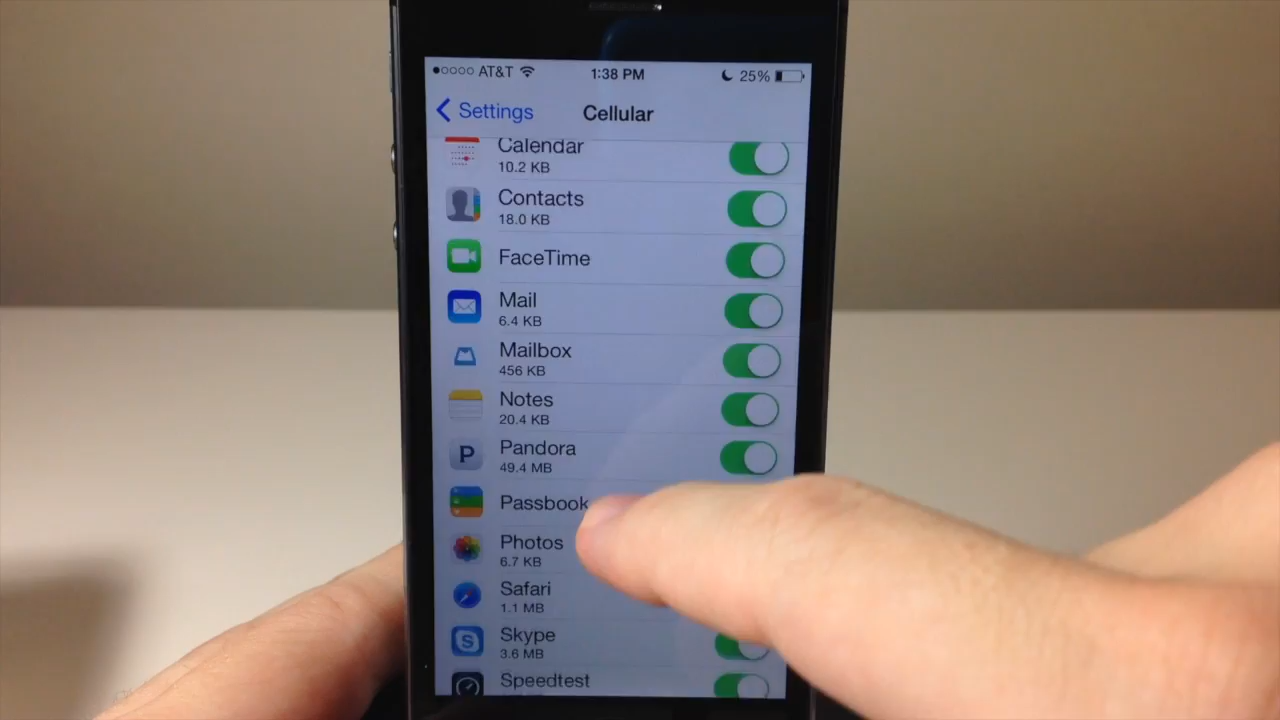 AT&T 1:38 PM 25%
Settings Cellular
Calendar
10.2 KB
Contacts
18.0 KB
FaceTime
Mail
6.4 KB
Mailbox
456 KB
Notes
20.4 KB
P Pandora
49.4 MB
Passbook
Photos
6.7 KB
Safari
1.1 MB
S Skype
3.6 MB
Speedtest